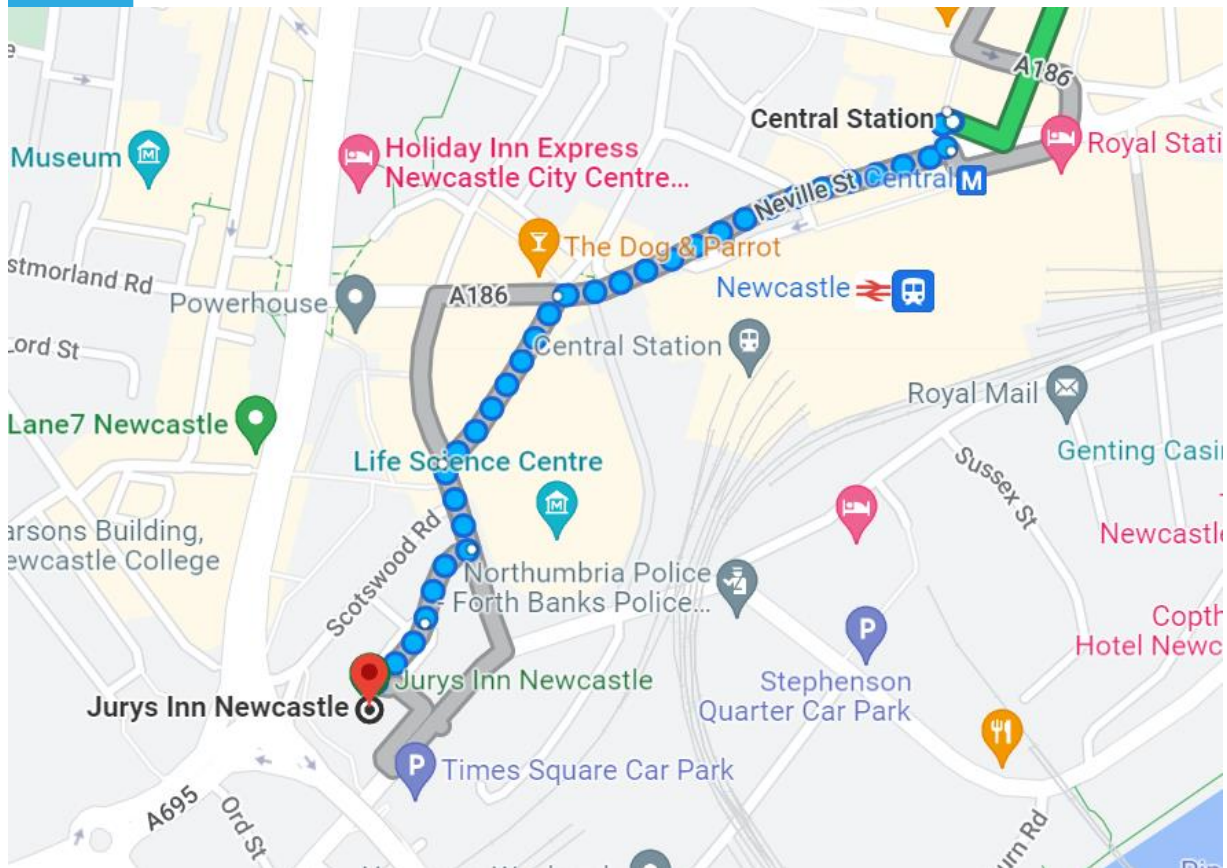 A186
Central Station
Royal Stati
Museum
Holiday Inn Express
Newcastle City Centre...
Neville St
Central
M
The Dog & Parrot
stmorland Rd
A186
Newcastle
Powerhouse
Lord St
Central Station
Royal Mail
Lane7 Newcastle
Genting Casin
Life Science Centre
Sussex St
Scotswood Rd
arsons Building,
ewcastle College
Newcastle
Northumbria Police
- Forth Banks Police...
P
Copth
Hotel Newc
Jurys Inn Newcastle
Jurys Inn Newcastle
Stephenson
Quarter Car Park
P
Times Square Car Park
A695
Ord St
urn Rd